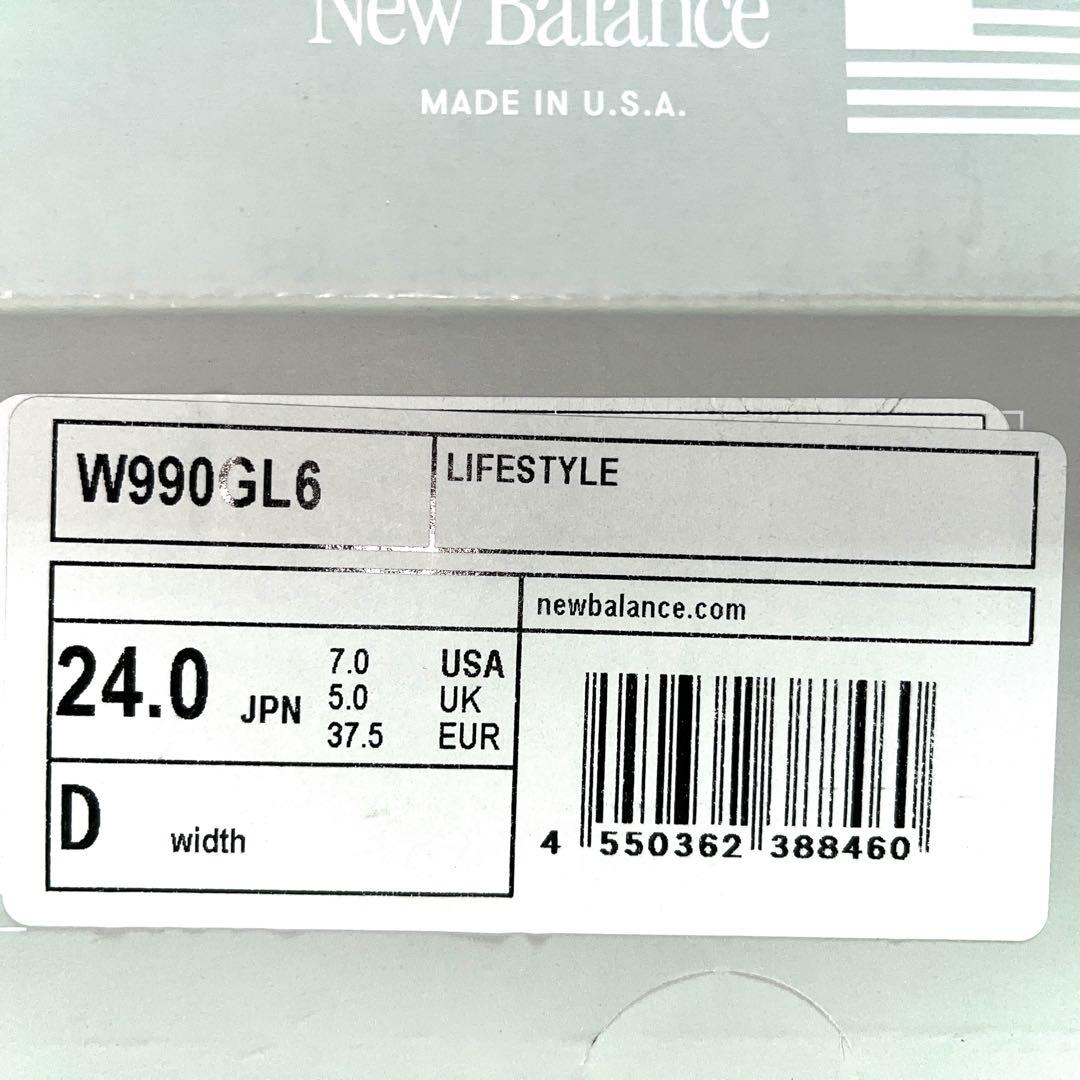 New Balance
MADE IN U.S.A.
W990GL6
LIFESTYLE
newbalance.com
24.0 JPN
7.0 USA
5.0 UK
37.5 EUR
D width
4 550362 388460